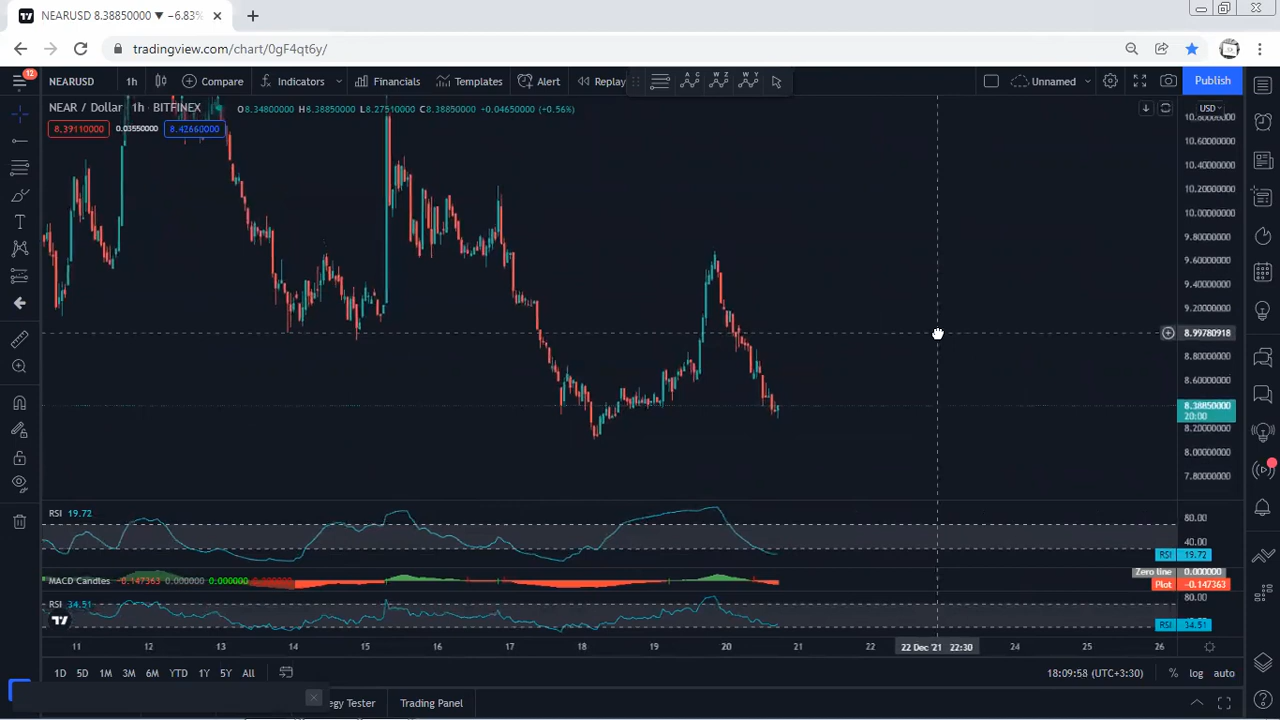 NEARUSD 8.38850000 ▼ −6.83%
tradingview.com/chart/0gF4qt6y/
12
NEARUSD 1h Compare Indicators Financials Templates Alert Replay Unnamed Publish
NEAR / Dollar · 1h · BITFINEX O8.34800000 H8.38850000 L8.27510000 C8.38850000 +0.04650000 (+0.56%)
8.39110000 0.03550000 8.42660000
USD
10.80000000
10.40000000
10.20000000
10.00000000
9.80000000
9.60000000
9.40000000
9.20000000
8.99780918
8.80000000
8.60000000
8.38850000
20:00
8.20000000
8.00000000
7.80000000
RSI 19.72
80.00
40.00
RSI 19.72
MACD Candles −0.147363 0.000000 0.000000
Zero line 0.000000
Plot −0.147363
RSI 34.51
80.00
RSI 34.51
11 12 13 14 15 16 17 18 19 20 21 22 22 Dec '21 22:30 24 25 26
1D 5D 1M 3M 6M YTD 1Y 5Y All 18:09:58 (UTC+3:30) % log auto
Tester Trading Panel